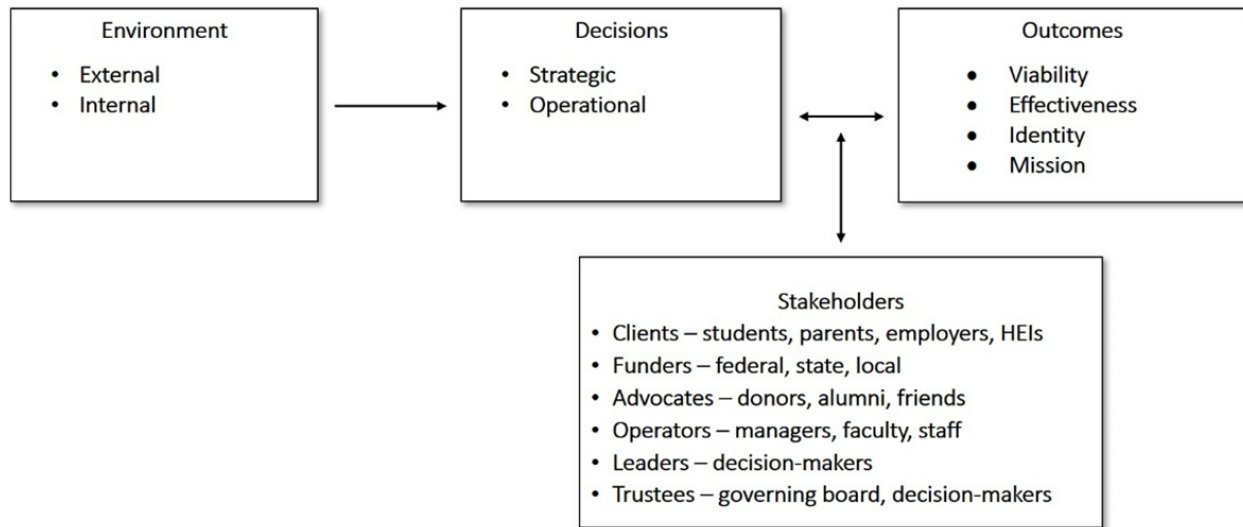 Environment
• External
• Internal
Decisions
• Strategic
• Operational
Outcomes
● Viability
● Effectiveness
● Identity
● Mission
Stakeholders
• Clients – students, parents, employers, HEIs
• Funders – federal, state, local
• Advocates – donors, alumni, friends
• Operators – managers, faculty, staff
• Leaders – decision-makers
• Trustees – governing board, decision-makers